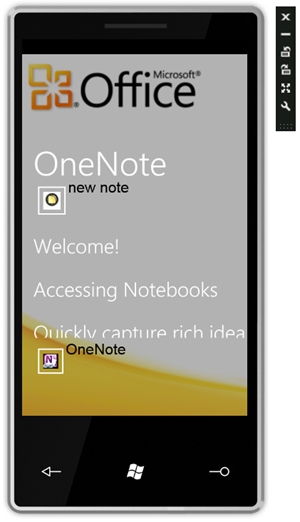 Microsoft®
Office
OneNote
new note
Welcome!
Accessing Notebooks
Quickly capture rich idea
OneNote